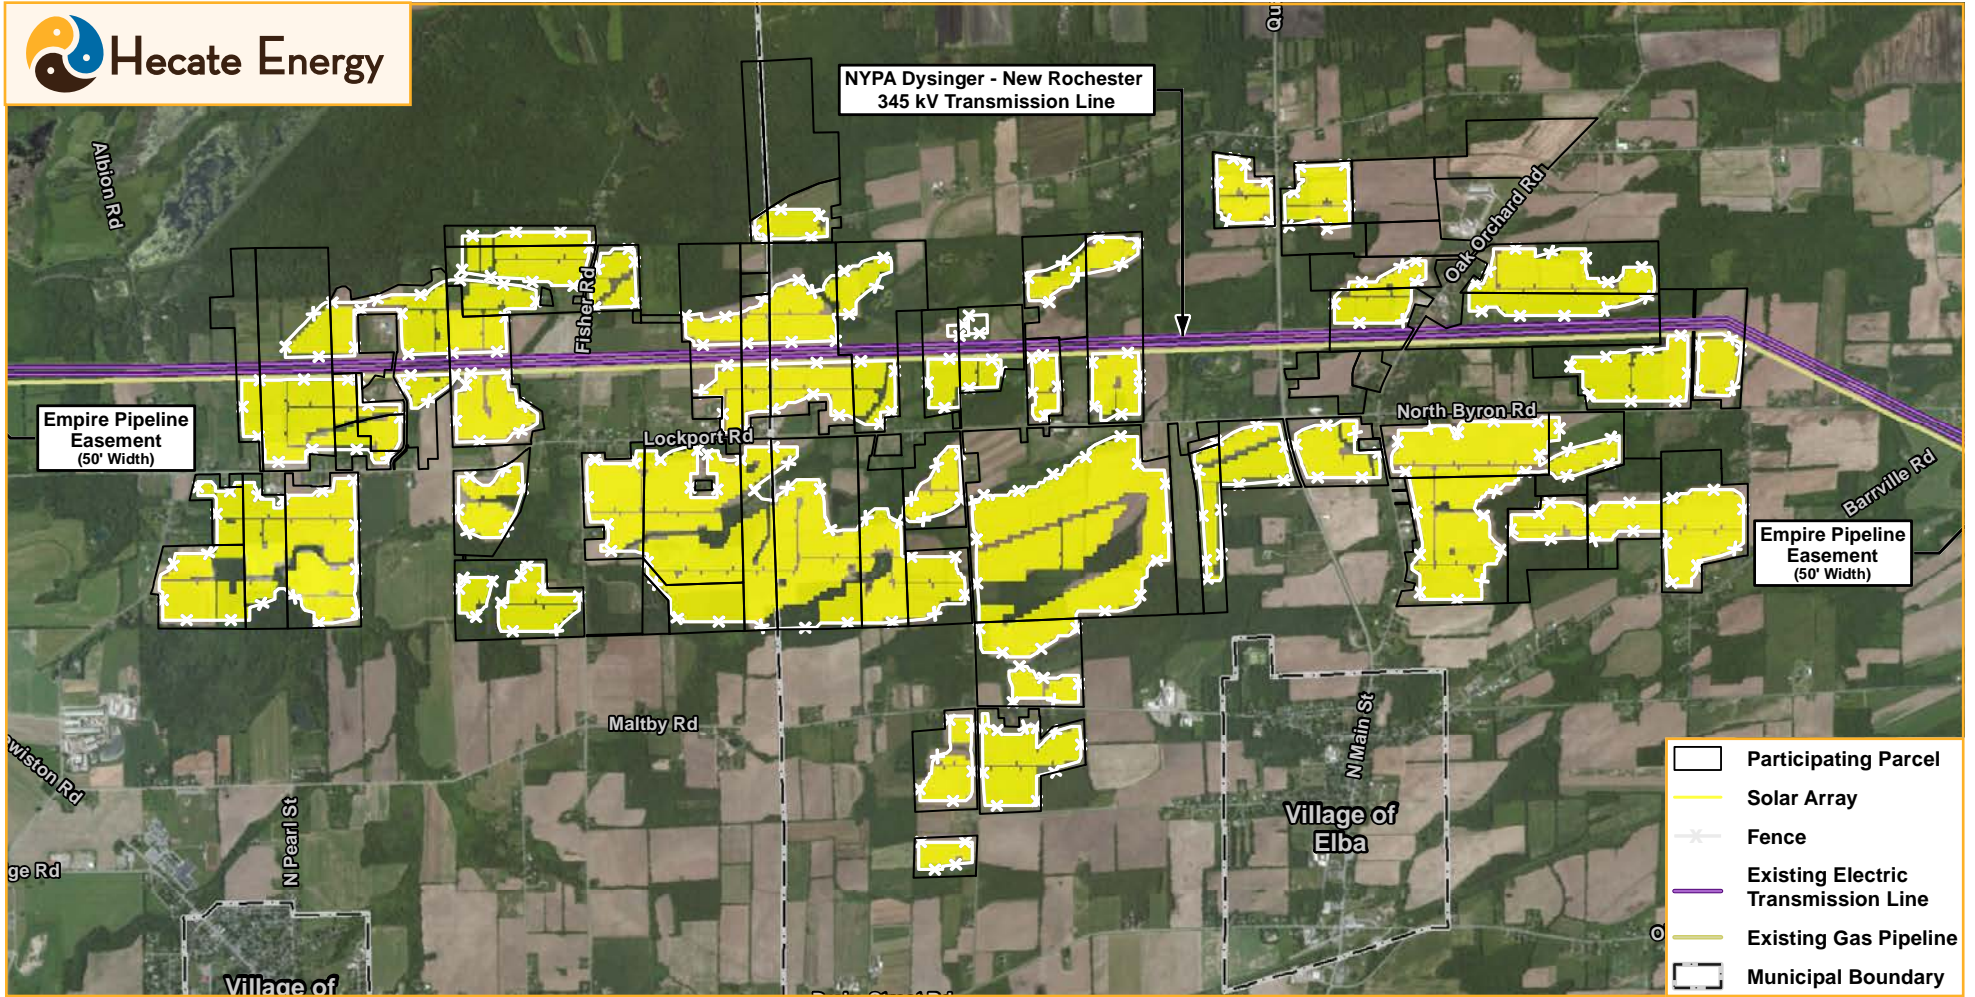 Hecate Energy
NYPA Dysinger - New Rochester
345 kV Transmission Line
Albion Rd
Oak Orchard Rd
Fisher Rd
Empire Pipeline
Easement
(50' Width)
Lockport Rd
North Byron Rd
Barrville Rd
Empire Pipeline
Easement
(50' Width)
Maltby Rd
N Main St
N Pearl St
Village of
Elba
Village of
Participating Parcel
Solar Array
Fence
Existing Electric
Transmission Line
Existing Gas Pipeline
Municipal Boundary